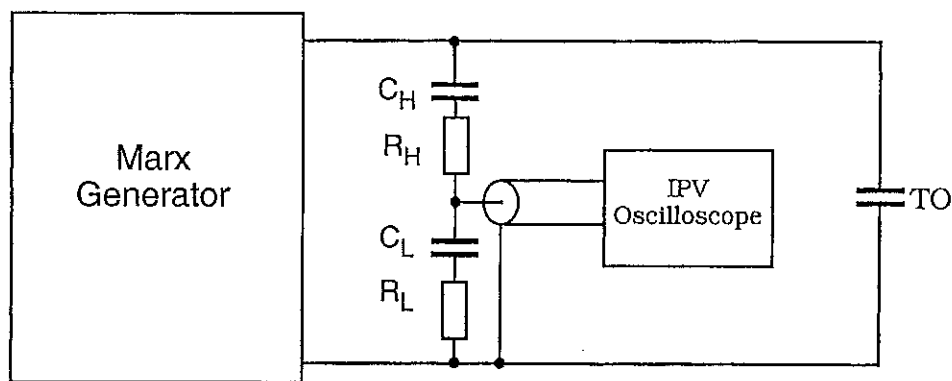 Marx
Generator
C_H
R_H
C_L
R_L
IPV
Oscilloscope
TO